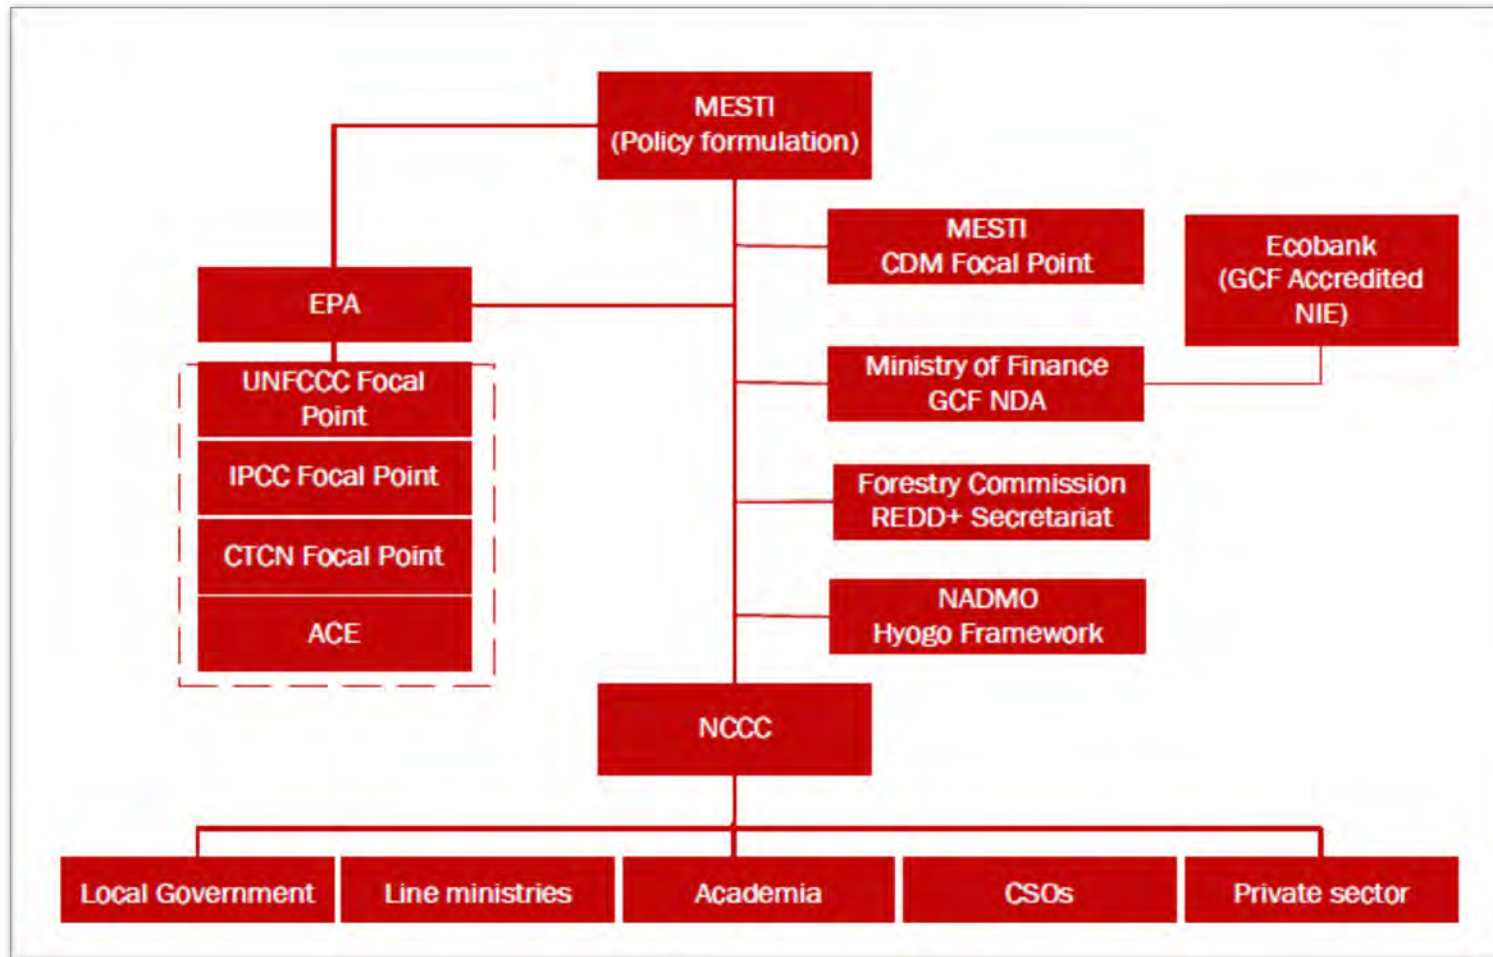 MESTI
(Policy formulation)
MESTI
CDM Focal Point
Ecobank
(GCF Accredited
NIE)
EPA
UNFCCC Focal
Point
Ministry of Finance
GCF NDA
IPCC Focal Point
Forestry Commission
REDD+ Secretariat
CTCN Focal Point
ACE
NADMO
Hyogo Framework
NCCC
Local Government
Line ministries
Academia
CSOs
Private sector